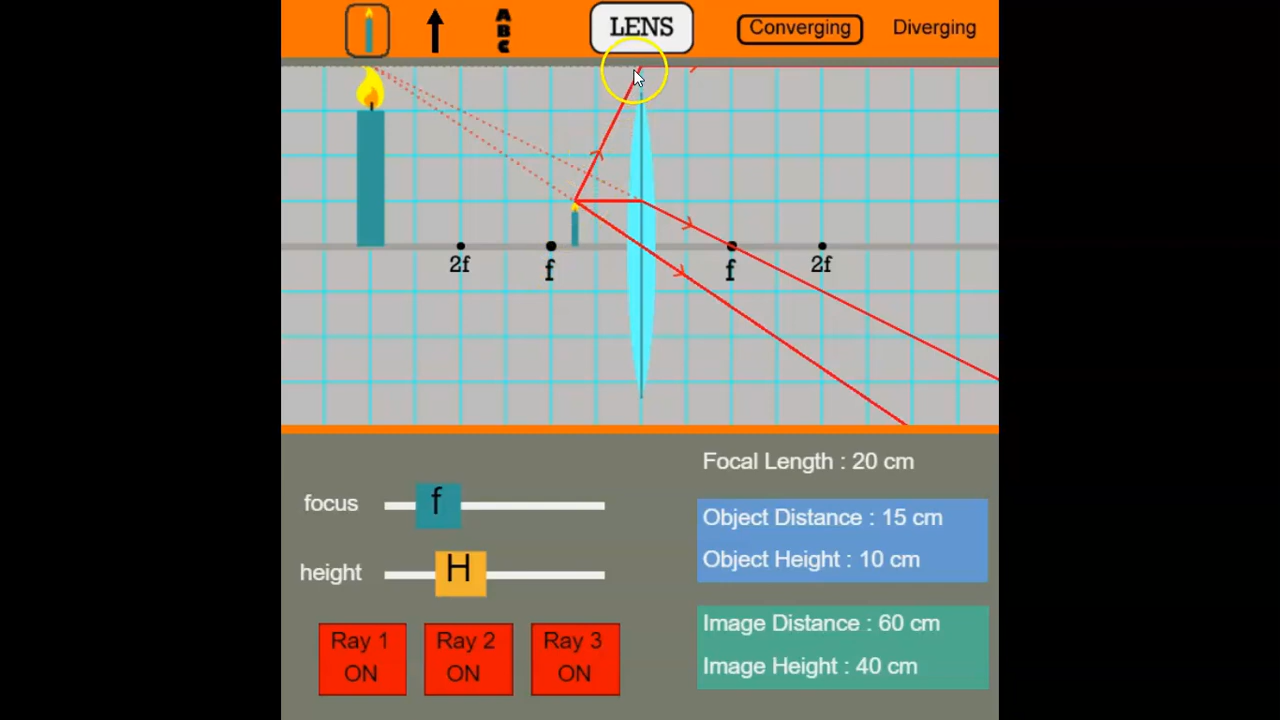 A
B
C
LENS
Converging
Diverging
2f
f
f
2f
Focal Length : 20 cm
focus
f
Object Distance : 15 cm
Object Height : 10 cm
height
H
Image Distance : 60 cm
Image Height : 40 cm
Ray 1
ON
Ray 2
ON
Ray 3
ON